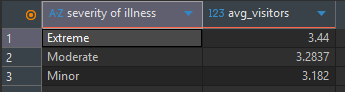 A-Z severity of illness 123 avg_visitors
1 Extreme 3.44
2 Moderate 3.2837
3 Minor 3.182